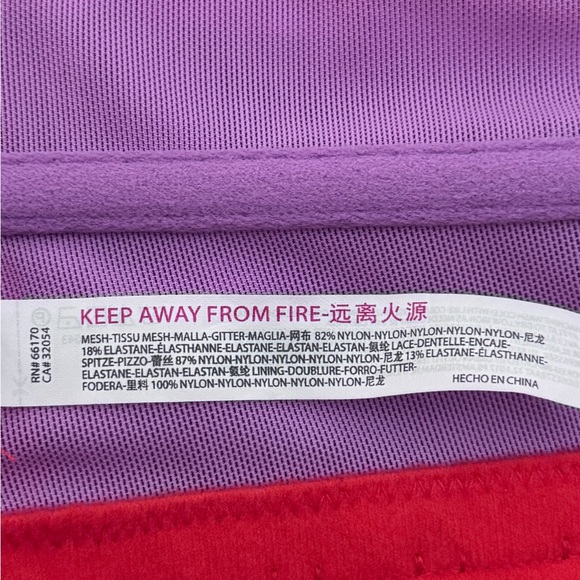 RN# 66170
CA# 32054
KEEP AWAY FROM FIRE-远离火源
MESH-TISSU MESH-MALLA-GITTER-MAGLIA-网布 82% NYLON-NYLON-NYLON-NYLON-NYLON-尼龙
18% ELASTANE-ÉLASTHANNE-ELASTANE-ELASTAN-ELASTAN-氨纶 LACE-DENTELLE-ENCAJE-
SPITZE-PIZZO-蕾丝 87% NYLON-NYLON-NYLON-NYLON-NYLON-尼龙 13% ELASTANE-ÉLASTHANNE-
ELASTANE-ELASTAN-ELASTAN-氨纶 LINING-DOUBLURE-FORRO-FUTTER-
FODERA-里料 100% NYLON-NYLON-NYLON-NYLON-NYLON-尼龙
HECHO EN CHINA